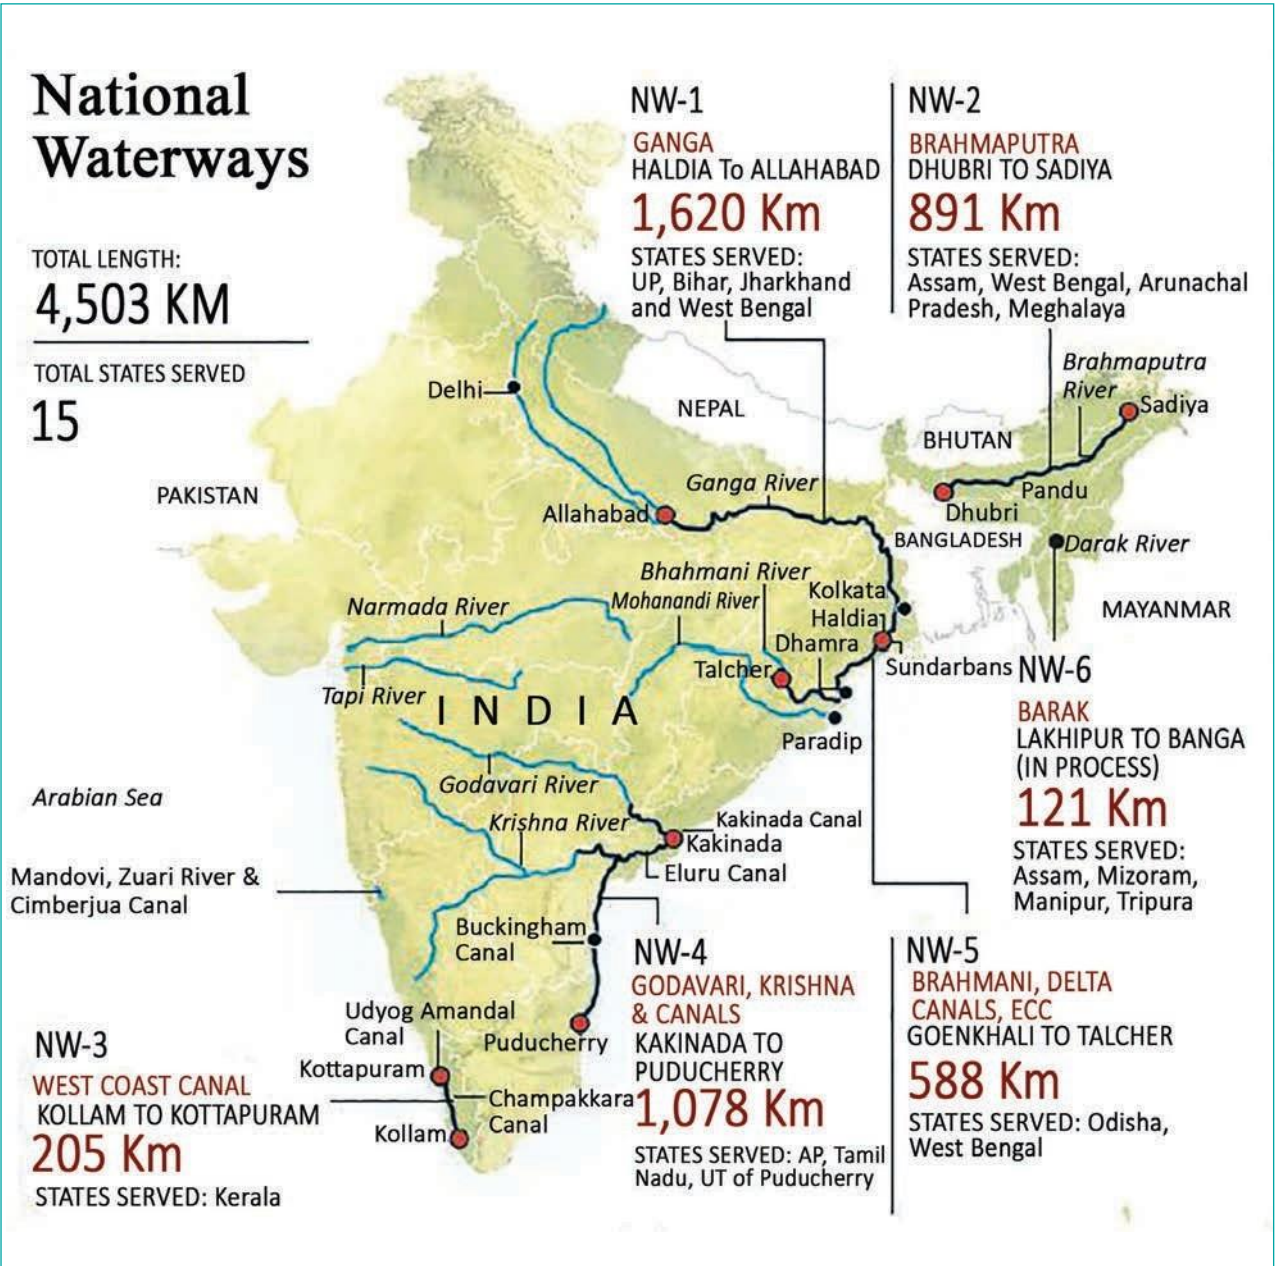 National
Waterways
TOTAL LENGTH:
4,503 KM
TOTAL STATES SERVED
15
NW-1
GANGA
HALDIA To ALLAHABAD
1,620 Km
STATES SERVED:
UP, Bihar, Jharkhand
and West Bengal
NW-2
BRAHMAPUTRA
DHUBRI TO SADIYA
891 Km
STATES SERVED:
Assam, West Bengal, Arunachal
Pradesh, Meghalaya
Brahmaputra
River
Sadiya
Delhi
NEPAL
BHUTAN
PAKISTAN
Ganga River
Pandu
Dhubri
Allahabad
BANGLADESH
Darak River
Bhahmani River
Kolkata
Narmada River
Mohanandi River
Haldia
MAYANMAR
Dhamra
Talcher
Sundarbans
Tapi River
INDIA
Paradip
NW-6
BARAK
LAKHIPUR TO BANGA
(IN PROCESS)
121 Km
STATES SERVED:
Assam, Mizoram,
Manipur, Tripura
Arabian Sea
Godavari River
Krishna River
Kakinada Canal
Kakinada
Eluru Canal
Mandovi, Zuari River &
Cimberjua Canal
Buckingham
Canal
Udyog Amandal
Canal
Puducherry
Kottapuram
Champakkara
Canal
Kollam
NW-3
WEST COAST CANAL
KOLLAM TO KOTTAPURAM
205 Km
STATES SERVED: Kerala
NW-4
GODAVARI, KRISHNA
& CANALS
KAKINADA TO
PUDUCHERRY
1,078 Km
STATES SERVED: AP, Tamil
Nadu, UT of Puducherry
NW-5
BRAHMANI, DELTA
CANALS, ECC
GOENKHALI TO TALCHER
588 Km
STATES SERVED: Odisha,
West Bengal